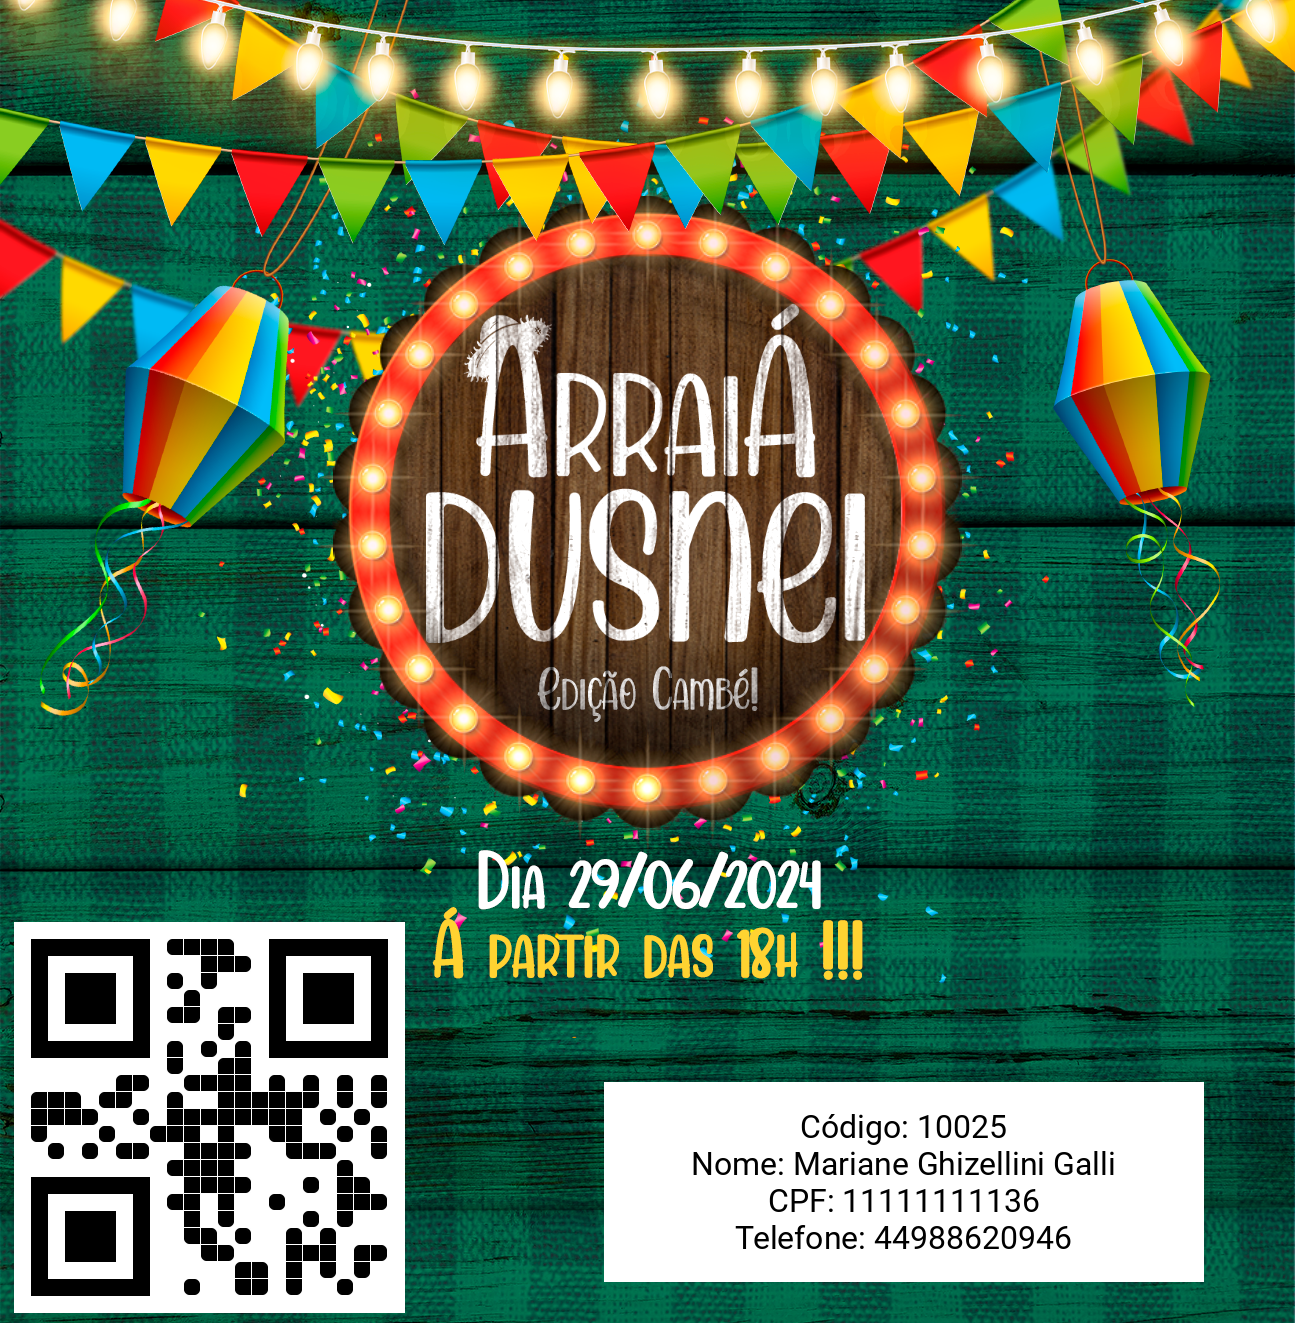 ARRAIÁ
DUSNEI
EDIÇÃO CAMBÉ!
DIA 29/06/2024
Á PARTIR DAS 18H !!!
Código: 10025
Nome: Mariane Ghizellini Galli
CPF: 11111111136
Telefone: 44988620946